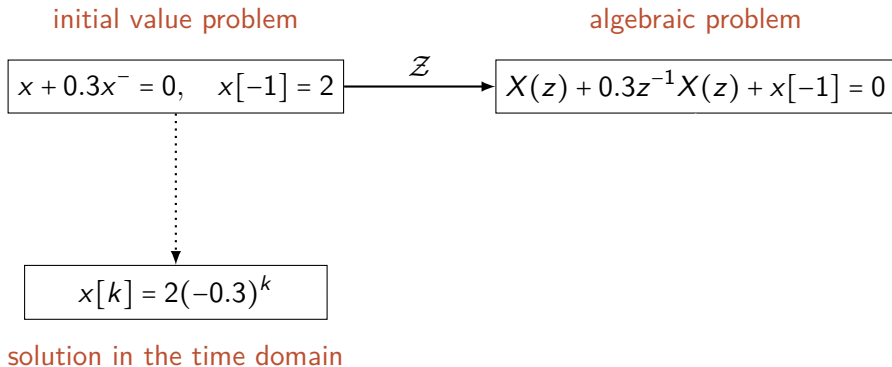 initial value problem
algebraic problem
x + 0.3x⁻ = 0, x[−1] = 2
𝒵
X(z) + 0.3z⁻¹X(z) + x[−1] = 0
x[k] = 2(−0.3)ᵏ
solution in the time domain